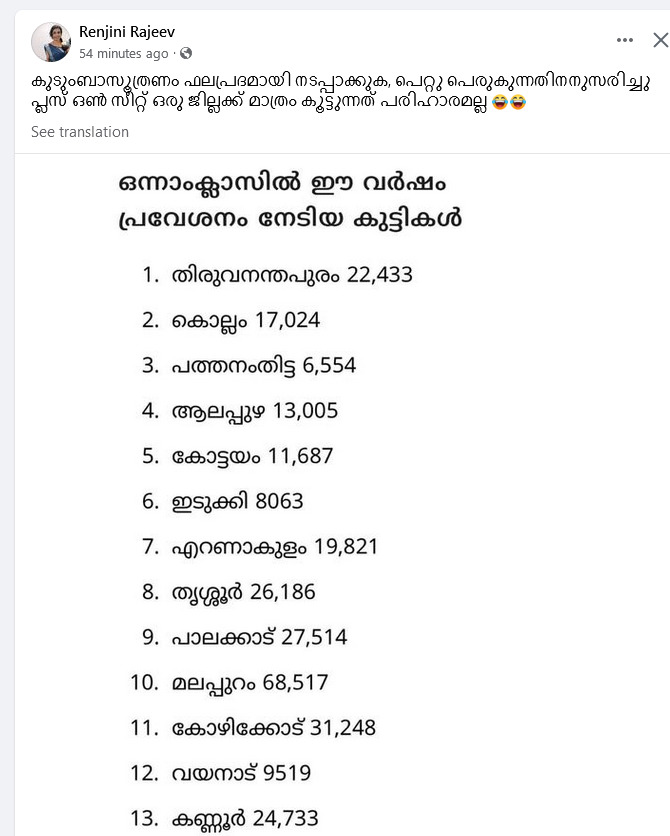 Renjini Rajeev
54 minutes ago ·
കുടുംബാസൂത്രണം ഫലപ്രദമായി നടപ്പാക്കുക, പെറ്റു പെരുകുന്നതിനനുസരിച്ചു
പ്ലസ് ഒൺ സീറ്റ് ഒരു ജില്ലക്ക് മാത്രം കൂട്ടുന്നത് പരിഹാരമല്ല 😂😂
See translation
ഒന്നാംക്ലാസിൽ ഈ വർഷം
പ്രവേശനം നേടിയ കുട്ടികൾ
1. തിരുവനന്തപുരം 22,433
2. കൊല്ലം 17,024
3. പത്തനംതിട്ട 6,554
4. ആലപ്പുഴ 13,005
5. കോട്ടയം 11,687
6. ഇടുക്കി 8063
7. എറണാകുളം 19,821
8. തൃശ്ശൂർ 26,186
9. പാലക്കാട് 27,514
10. മലപ്പുറം 68,517
11. കോഴിക്കോട് 31,248
12. വയനാട് 9519
13. കണ്ണൂർ 24,733